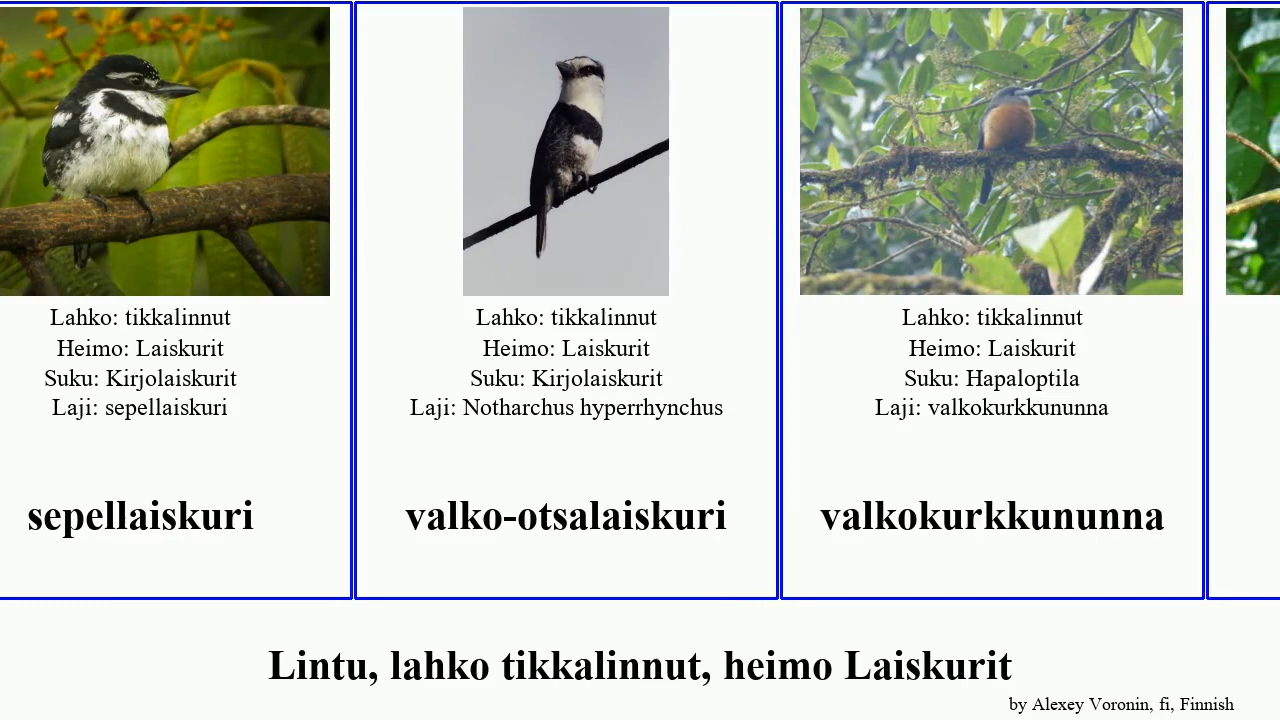 Lahko: tikkalinnut
Heimo: Laiskurit
Suku: Kirjolaiskurit
Laji: sepellaiskuri
sepellaiskuri
Lahko: tikkalinnut
Heimo: Laiskurit
Suku: Kirjolaiskurit
Laji: Notharchus hyperrhynchus
valko-otsalaiskuri
Lahko: tikkalinnut
Heimo: Laiskurit
Suku: Hapaloptila
Laji: valkokurkkununna
valkokurkkununna
Lintu, lahko tikkalinnut, heimo Laiskurit
by Alexey Voronin, fi, Finnish